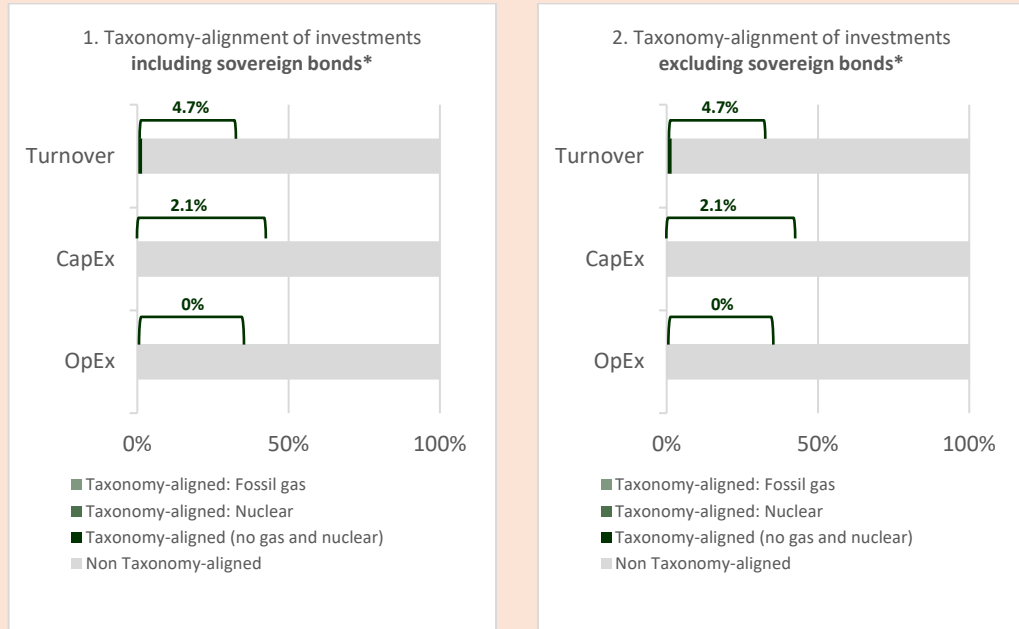 1. Taxonomy-alignment of investments
including sovereign bonds*
4.7%
Turnover
2.1%
CapEx
0%
OpEx
0% 50% 100%
Taxonomy-aligned: Fossil gas
Taxonomy-aligned: Nuclear
Taxonomy-aligned (no gas and nuclear)
Non Taxonomy-aligned
2. Taxonomy-alignment of investments
excluding sovereign bonds*
4.7%
Turnover
2.1%
CapEx
0%
OpEx
0% 50% 100%
Taxonomy-aligned: Fossil gas
Taxonomy-aligned: Nuclear
Taxonomy-aligned (no gas and nuclear)
Non Taxonomy-aligned